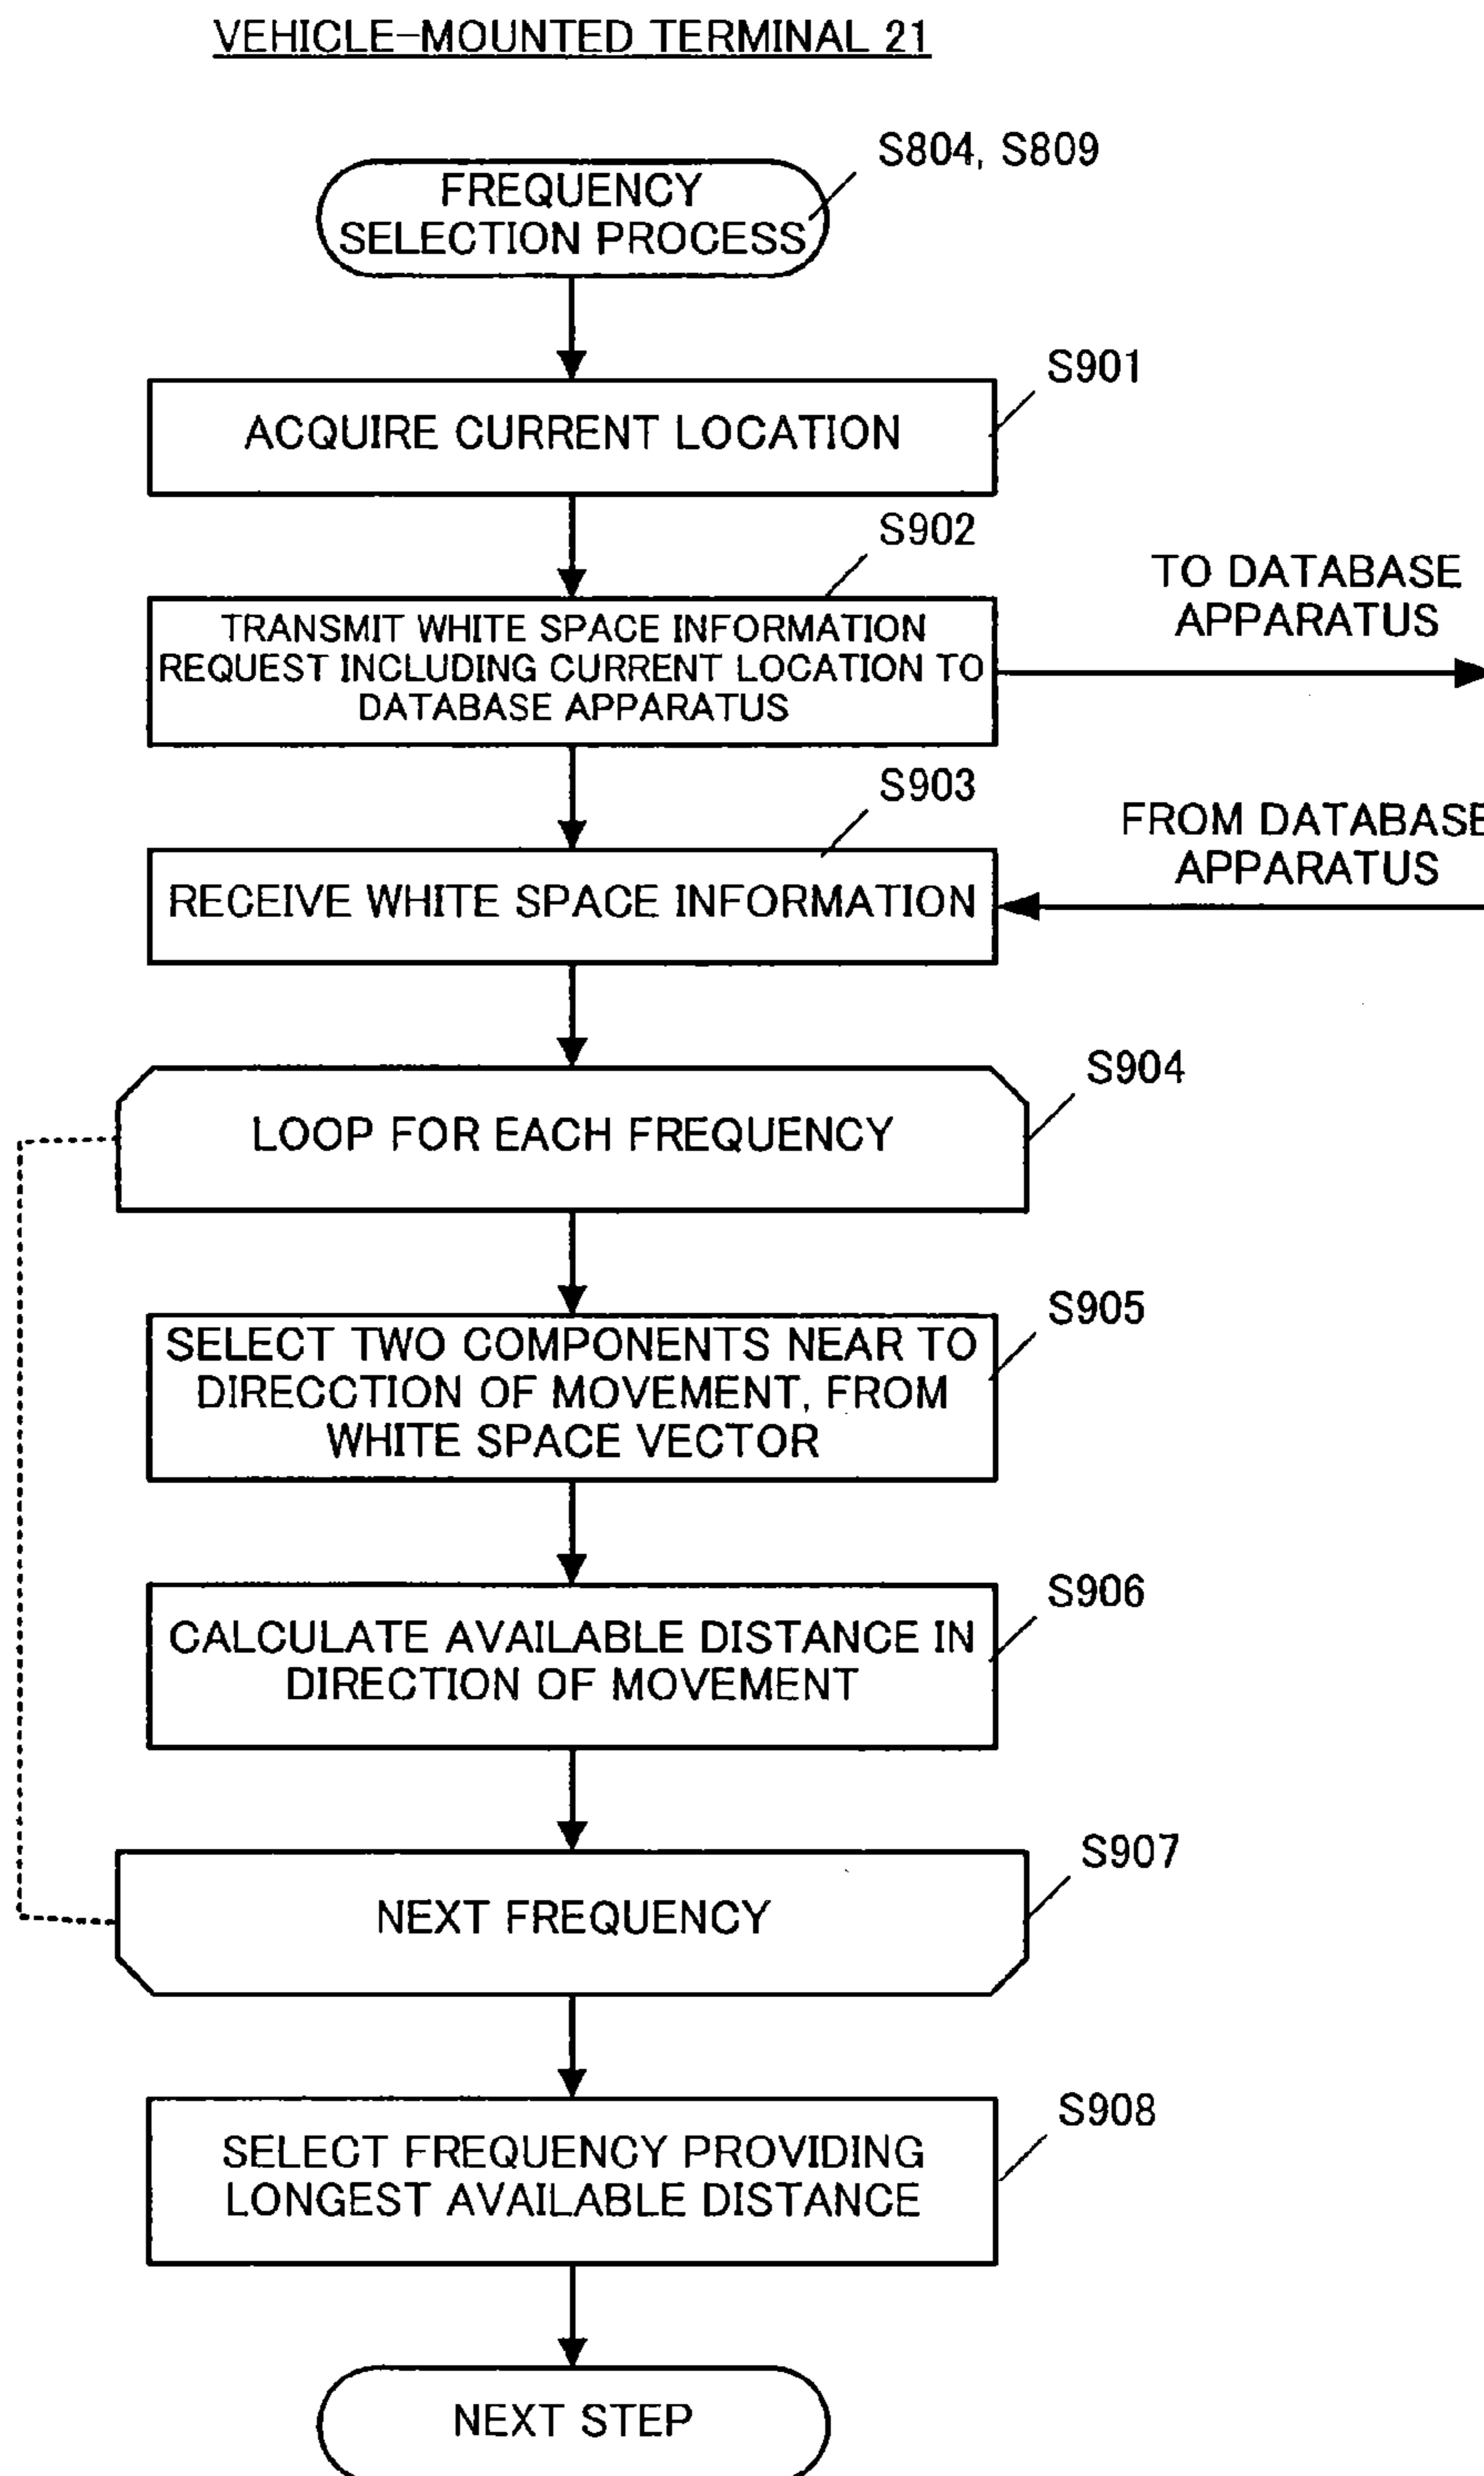 VEHICLE-MOUNTED TERMINAL 21
S804, S809
FREQUENCY
SELECTION PROCESS
S901
ACQUIRE CURRENT LOCATION
S902
TRANSMIT WHITE SPACE INFORMATION
REQUEST INCLUDING CURRENT LOCATION TO
DATABASE APPARATUS
TO DATABASE
APPARATUS
S903
RECEIVE WHITE SPACE INFORMATION
FROM DATABASE
APPARATUS
S904
LOOP FOR EACH FREQUENCY
S905
SELECT TWO COMPONENTS NEAR TO
DIRECCTION OF MOVEMENT, FROM
WHITE SPACE VECTOR
S906
CALCULATE AVAILABLE DISTANCE IN
DIRECTION OF MOVEMENT
S907
NEXT FREQUENCY
S908
SELECT FREQUENCY PROVIDING
LONGEST AVAILABLE DISTANCE
NEXT STEP